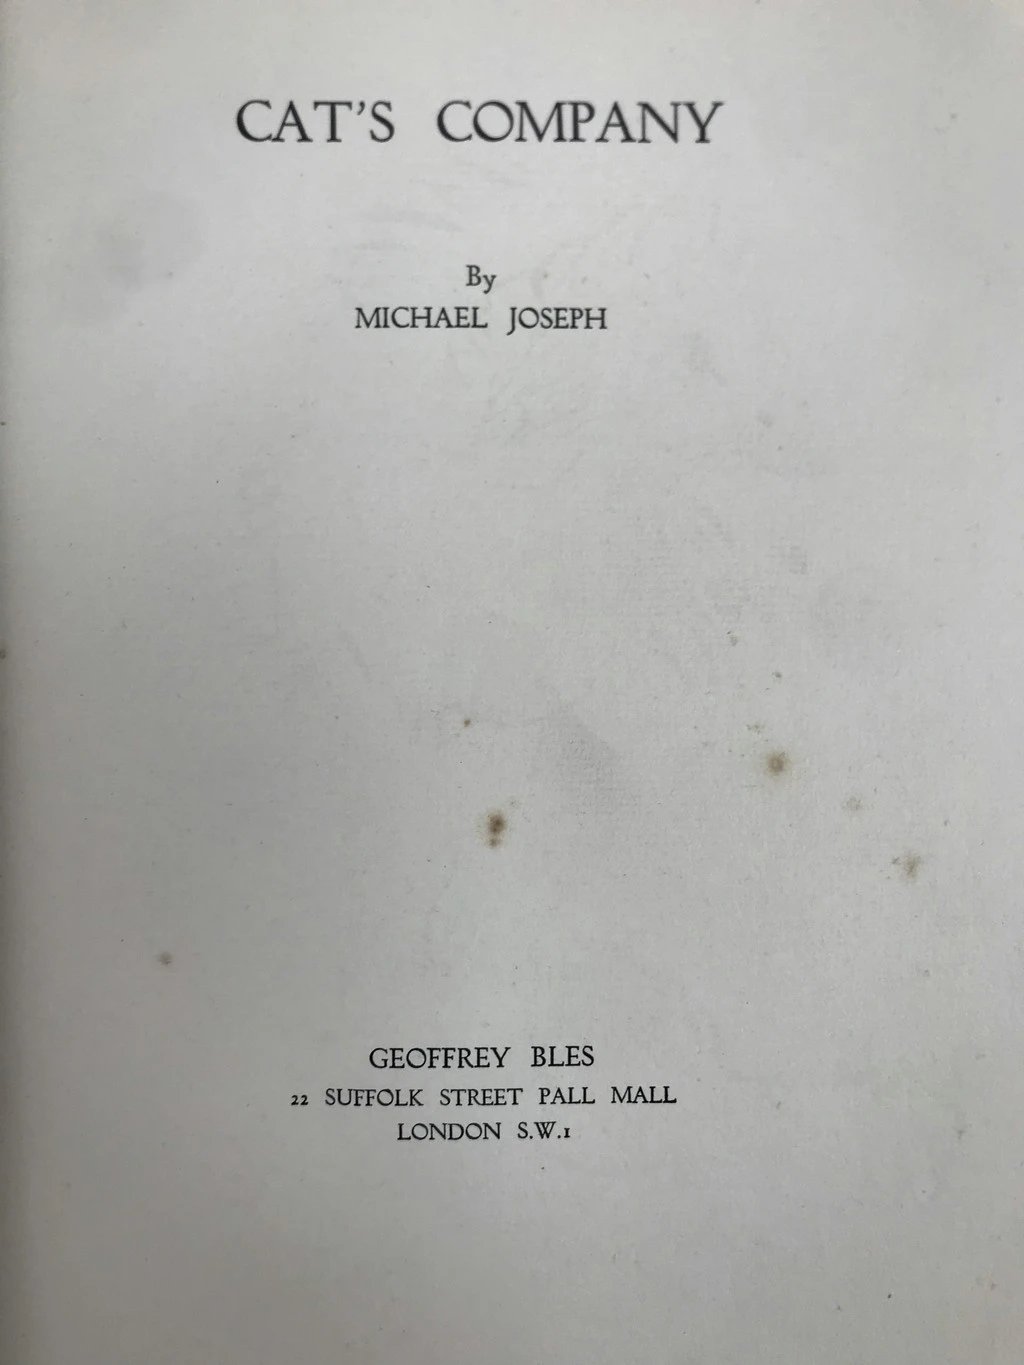 CAT'S COMPANY
By
MICHAEL JOSEPH
GEOFFREY BLES
22 SUFFOLK STREET PALL MALL
LONDON S.W.1